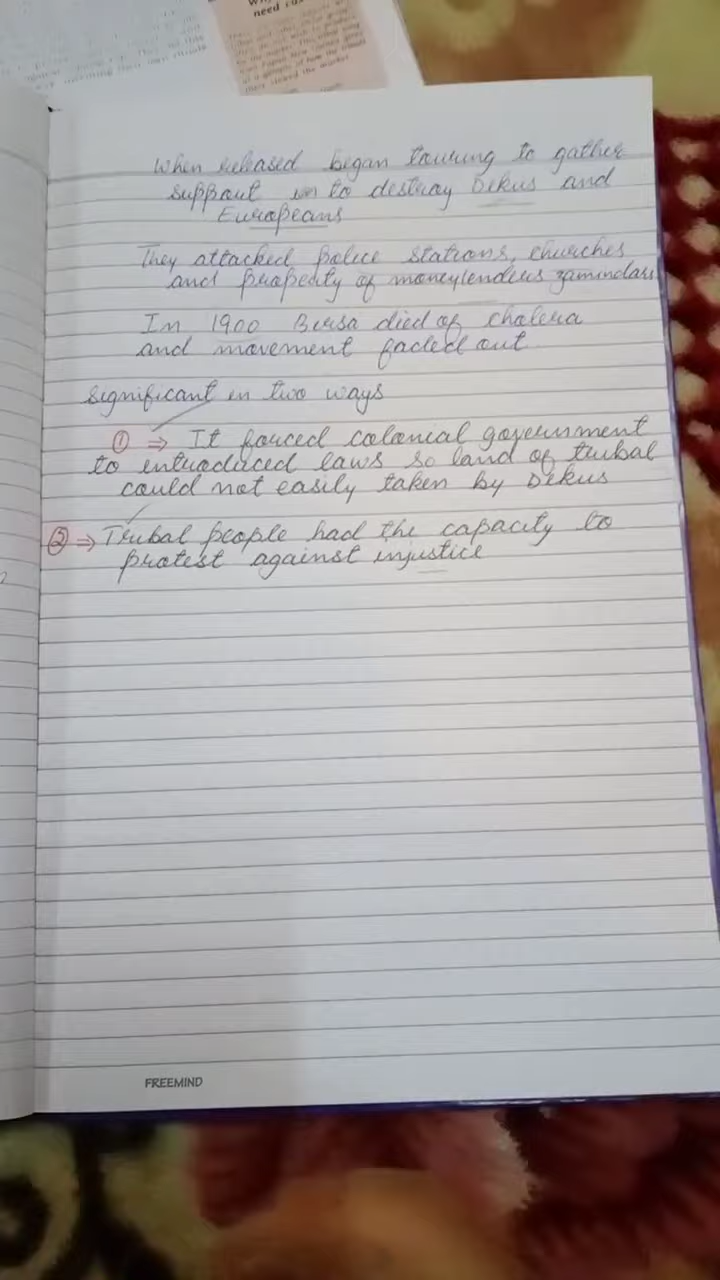 need
When released began touring to gather
support in to destroy Dikus and
Europeans
They attacked police stations, churches
and property of moneylenders zamindars
In 1900 Birsa died of cholera
and movement faded out
significant in two ways
① ⇒ It forced colonial government
to introduced laws so land of tribal
could not easily taken by Dikus
② ⇒ Tribal people had the capacity to
protest against injustice
FREEMIND